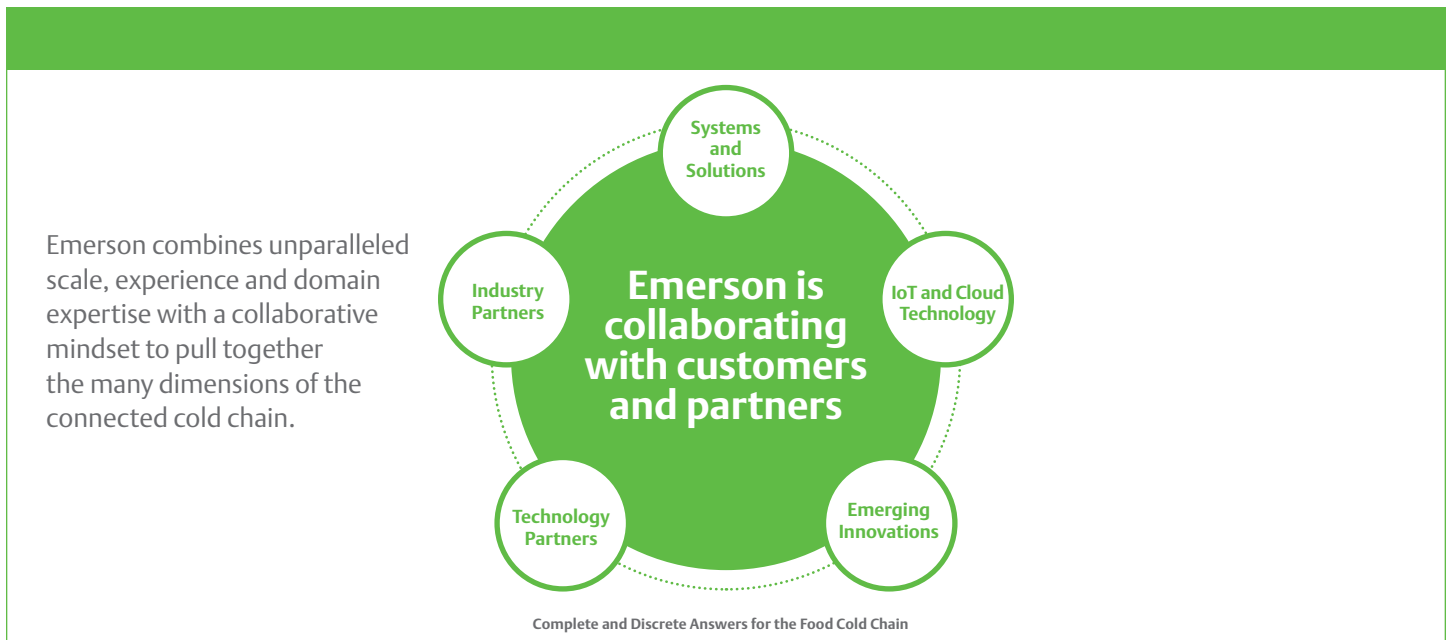 Emerson combines unparalleled
scale, experience and domain
expertise with a collaborative
mindset to pull together
the many dimensions of the
connected cold chain.
Systems
and
Solutions
Industry
Partners
Emerson is
collaborating
with customers
and partners
IoT and Cloud
Technology
Technology
Partners
Emerging
Innovations
Complete and Discrete Answers for the Food Cold Chain